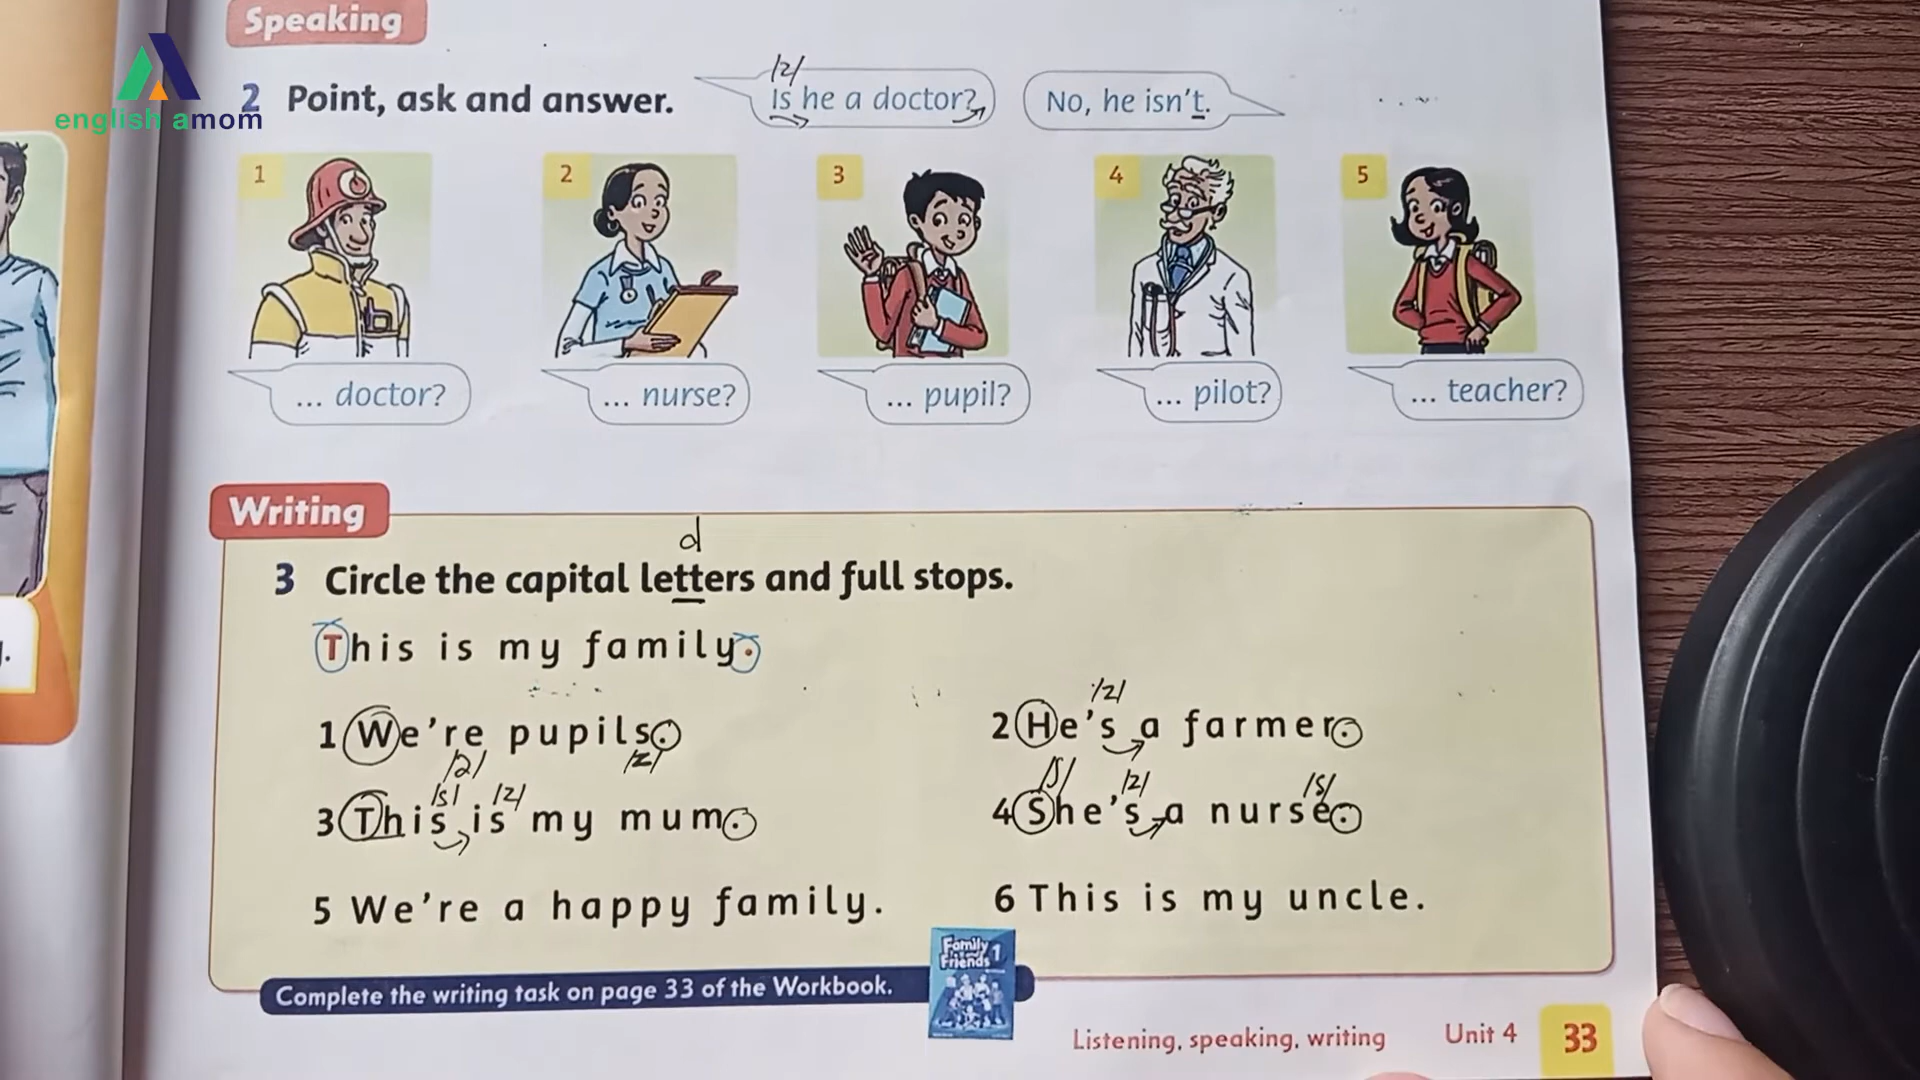 Speaking
english amom
2 Point, ask and answer.
/z/
Is he a doctor?
No, he isn't.
1
2
3
4
5
... doctor?
... nurse?
... pupil?
... pilot?
... teacher?
Writing
d
3 Circle the capital letters and full stops.
This is my family.
1 We're pupils.
/ə/ /z/
/z/
2 He's a farmer.
/s/ /z/
3 This is my mum.
/ʃ/ /z/ /s/
4 She's a nurse.
5 We're a happy family.
6 This is my uncle.
Family
Friends 1
Complete the writing task on page 33 of the Workbook.
Listening, speaking, writing Unit 4 33